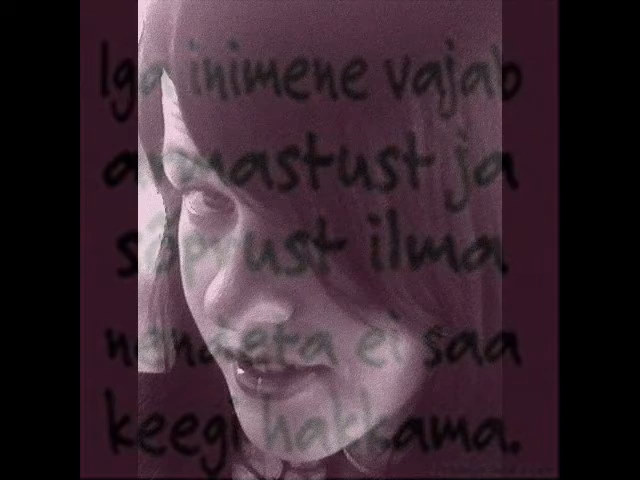 Iga inimene vajab
armastust ja
sõprust ilma.
nendeta ei saa
keegi hakkama.